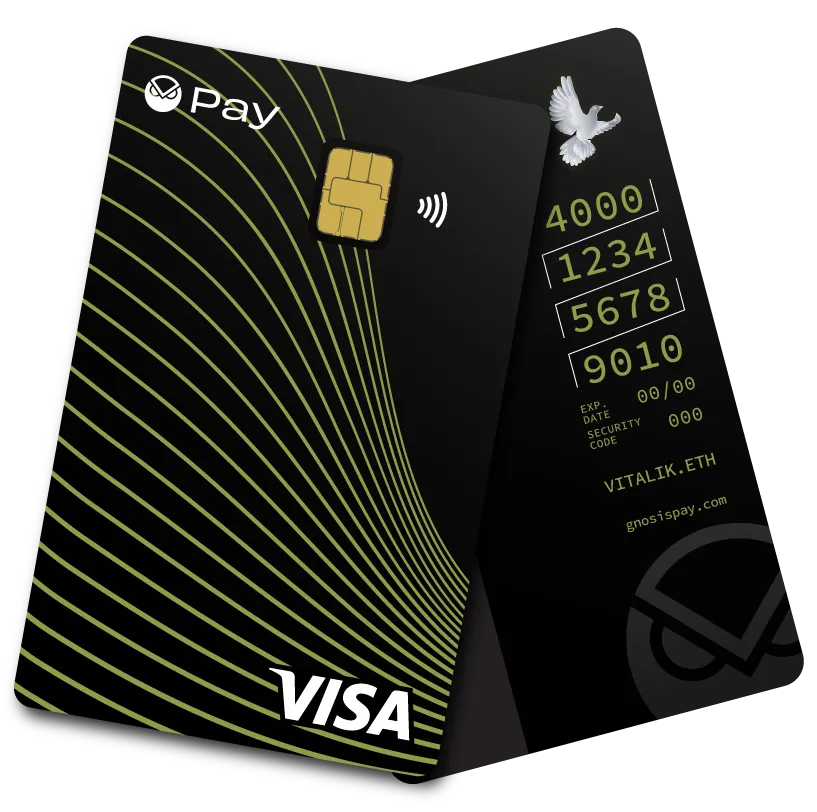 Pay
VISA
4000
1234
5678
9010
EXP.
DATE
00/00
SECURITY
CODE
000
VITALIK.ETH
gnosispay.com